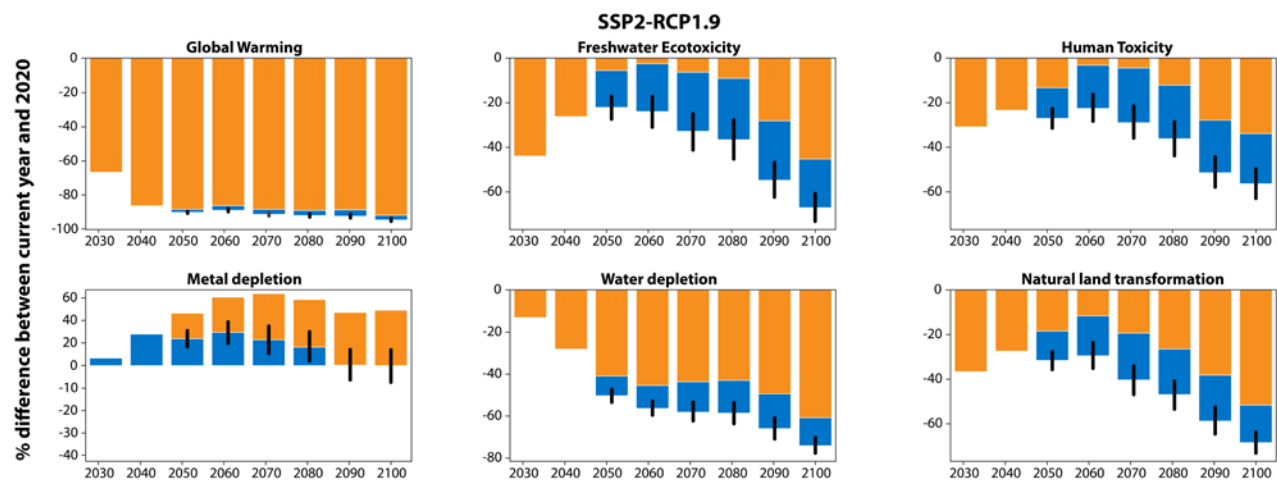 SSP2-RCP1.9
% difference between current year and 2020
Global Warming
0
-20
-40
-60
-80
-100
2030 2040 2050 2060 2070 2080 2090 2100
Freshwater Ecotoxicity
0
-20
-40
-60
2030 2040 2050 2060 2070 2080 2090 2100
Human Toxicity
0
-20
-40
-60
2030 2040 2050 2060 2070 2080 2090 2100
Metal depletion
60
40
20
0
-10
-20
-30
-40
2030 2040 2050 2060 2070 2080 2090 2100
Water depletion
0
-20
-40
-60
-80
2030 2040 2050 2060 2070 2080 2090 2100
Natural land transformation
0
-20
-40
-60
2030 2040 2050 2060 2070 2080 2090 2100